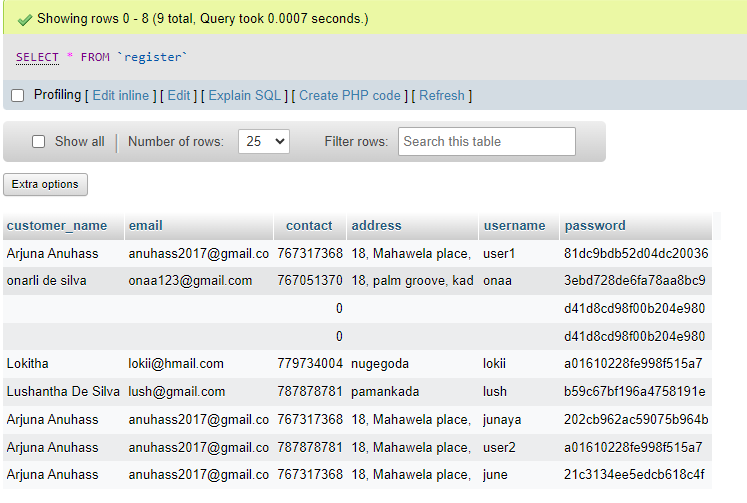 Showing rows 0 - 8 (9 total, Query took 0.0007 seconds.)
SELECT * FROM `register`
Profiling [ Edit inline ] [ Edit ] [ Explain SQL ] [ Create PHP code ] [ Refresh ]
Show all Number of rows: 25 Filter rows: Search this table
Extra options
customer_name email contact address username password
Arjuna Anuhass anuhass2017@gmail.co 767317368 18, Mahawela place, user1 81dc9bdb52d04dc20036
onarli de silva onaa123@gmail.com 767051370 18, palm groove, kad onaa 3ebd728de6fa78aa8bc9
0 d41d8cd98f00b204e980
0 d41d8cd98f00b204e980
Lokitha lokii@hmail.com 779734004 nugegoda lokii a01610228fe998f515a7
Lushantha De Silva lush@gmail.com 787878781 pamankada lush b59c67bf196a4758191e
Arjuna Anuhass anuhass2017@gmail.co 767317368 18, Mahawela place, junaya 202cb962ac59075b964b
Arjuna Anuhass anuhass2017@gmail.co 787878781 18, Mahawela place, user2 a01610228fe998f515a7
Arjuna Anuhass anuhass2017@gmail.co 767317368 18, Mahawela place, june 21c3134ee5edcb618c4f